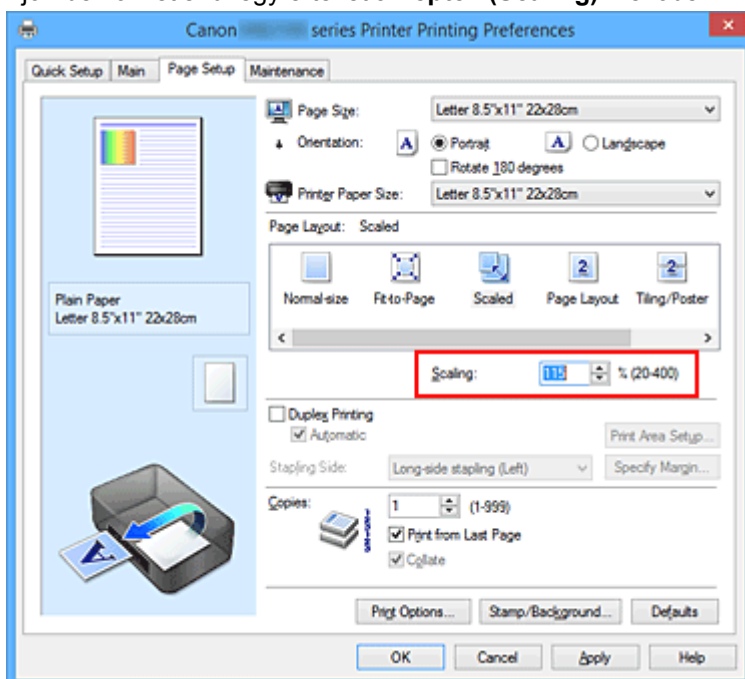 Canon series Printer Printing Preferences
Quick Setup Main Page Setup Maintenance
Page Size: Letter 8.5"x11" 22x28cm
Orientation: A Portrait A Landscape
Rotate 180 degrees
Printer Paper Size: Letter 8.5"x11" 22x28cm
Page Layout: Scaled
Normal-size Fit-to-Page Scaled Page Layout Tiling/Poster
Plain Paper
Letter 8.5"x11" 22x28cm
Scaling: 115 % (20-400)
Duplex Printing
Automatic
Print Area Setup...
Stapling Side: Long-side stapling (Left) Specify Margin...
Copies: 1 (1-999)
Print from Last Page
Collate
Print Options... Stamp/Background... Defaults
OK Cancel Apply Help